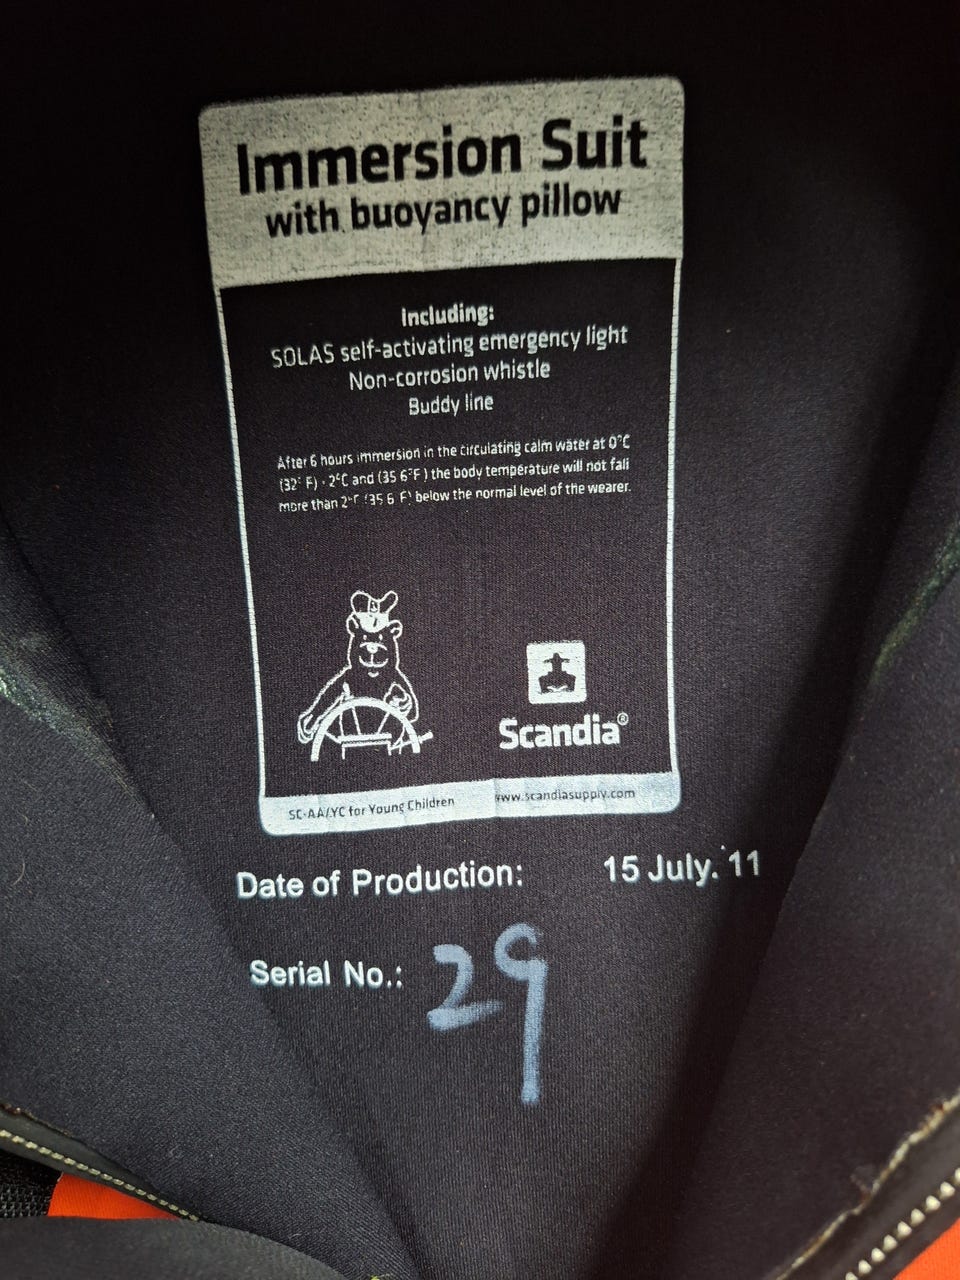 Immersion Suit
with buoyancy pillow
Including:
SOLAS self-activating emergency light
Non-corrosion whistle
Buddy line
After 6 hours immersion in the circulating calm water at 0°C
(32° F) - 2°C and (35 6°F) the body temperature will not fall
more than 2°C (35 6 F) below the normal level of the wearer.
Scandia®
SC-AA/YC for Young Children www.scandiasupply.com
Date of Production: 15 July. 11
Serial No.: 29